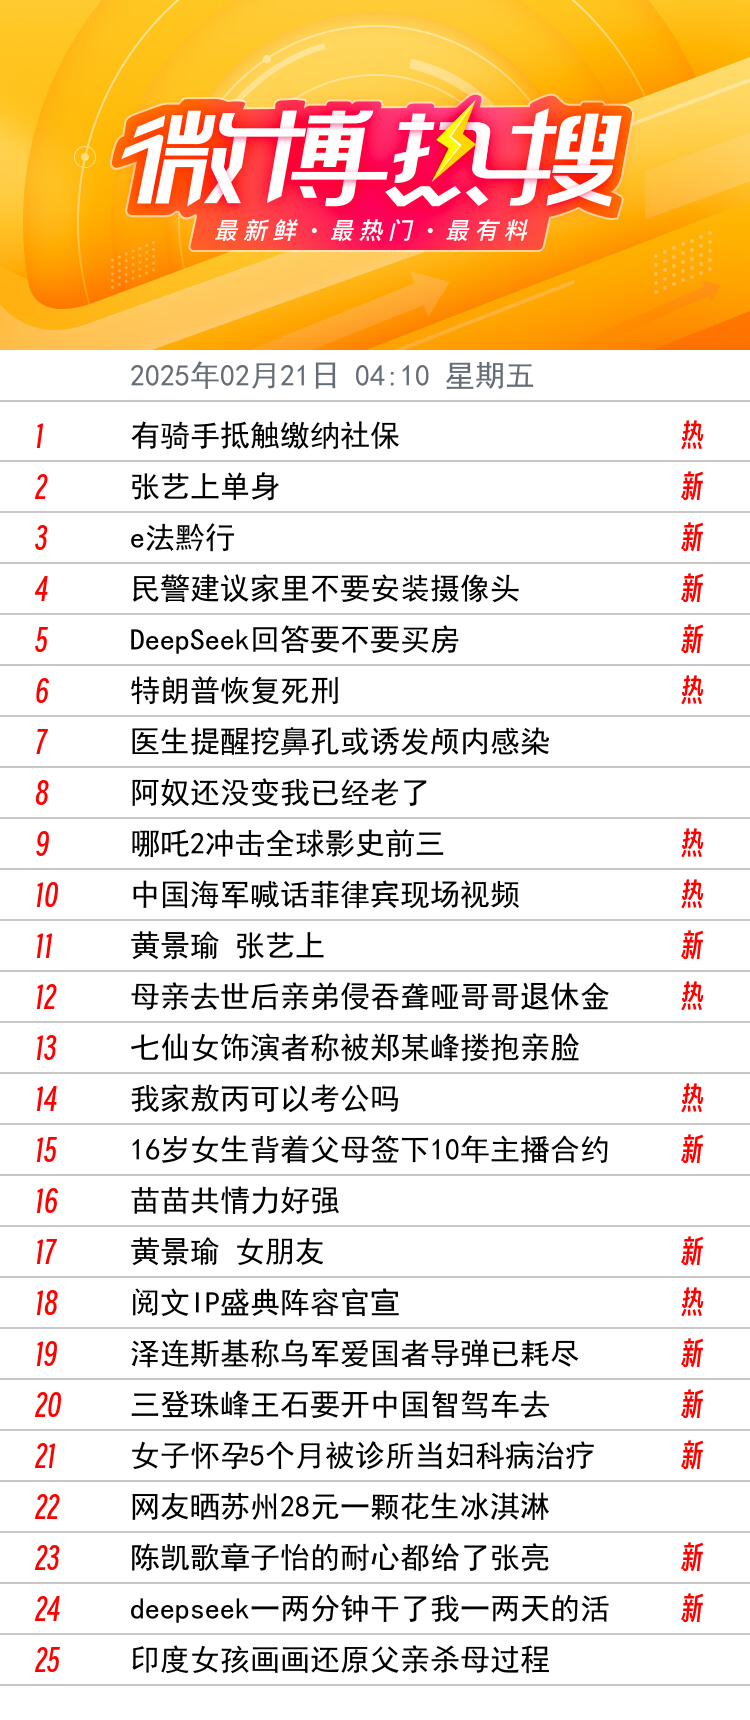 微博热搜
最新鲜·最热门·最有料
2025年02月21日 04:10 星期五
1 有骑手抵触缴纳社保 热
2 张艺上单身 新
3 e法黔行 新
4 民警建议家里不要安装摄像头 新
5 DeepSeek回答要不要买房 新
6 特朗普恢复死刑 热
7 医生提醒挖鼻孔或诱发颅内感染
8 阿奴还没变我已经老了
9 哪吒2冲击全球影史前三 热
10 中国海军喊话菲律宾现场视频 热
11 黄景瑜 张艺上 新
12 母亲去世后亲弟侵吞聋哑哥哥退休金 热
13 七仙女饰演者称被郑某峰搂抱亲脸
14 我家敖丙可以考公吗 热
15 16岁女生背着父母签下10年主播合约 新
16 苗苗共情力好强
17 黄景瑜 女朋友 新
18 阅文IP盛典阵容官宣 热
19 泽连斯基称乌军爱国者导弹已耗尽 新
20 三登珠峰王石要开中国智驾车去 新
21 女子怀孕5个月被诊所当妇科病治疗 新
22 网友晒苏州28元一颗花生冰淇淋
23 陈凯歌章子怡的耐心都给了张亮 新
24 deepseek一两分钟干了我一两天的活 新
25 印度女孩画画还原父亲杀母过程